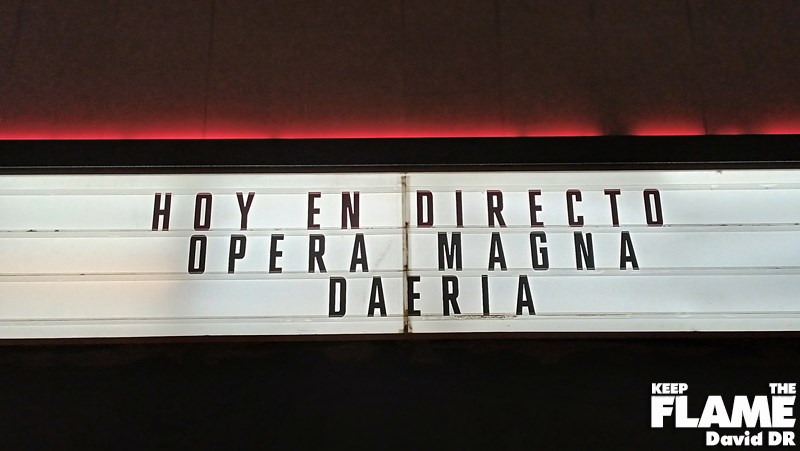 HOY EN DIRECTO
OPERA MAGNA
DAERIA
KEEP THE
FLAME
David DR